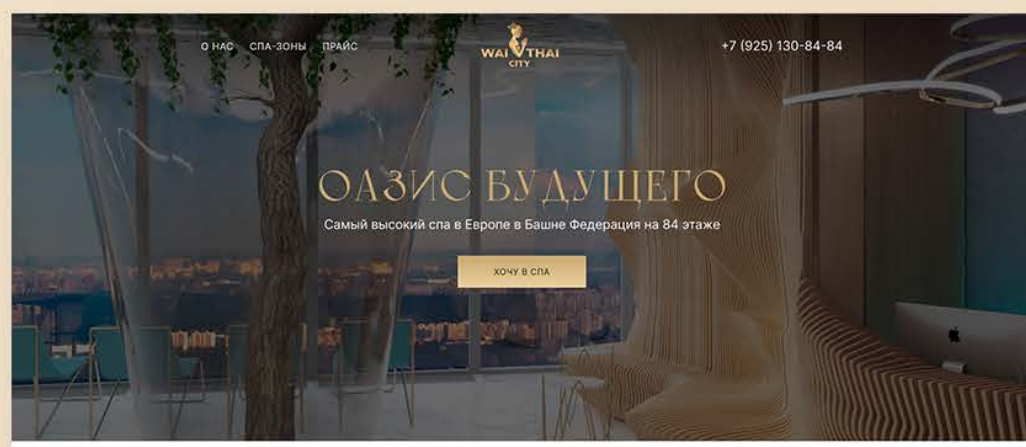 О НАС СПА-ЗОНЫ ПРАЙС
WAI THAI
CITY
+7 (925) 130-84-84
ОАЗИС БУДУЩЕГО
Самый высокий спа в Европе в Башне Федерация на 84 этаже
ХОЧУ В СПА